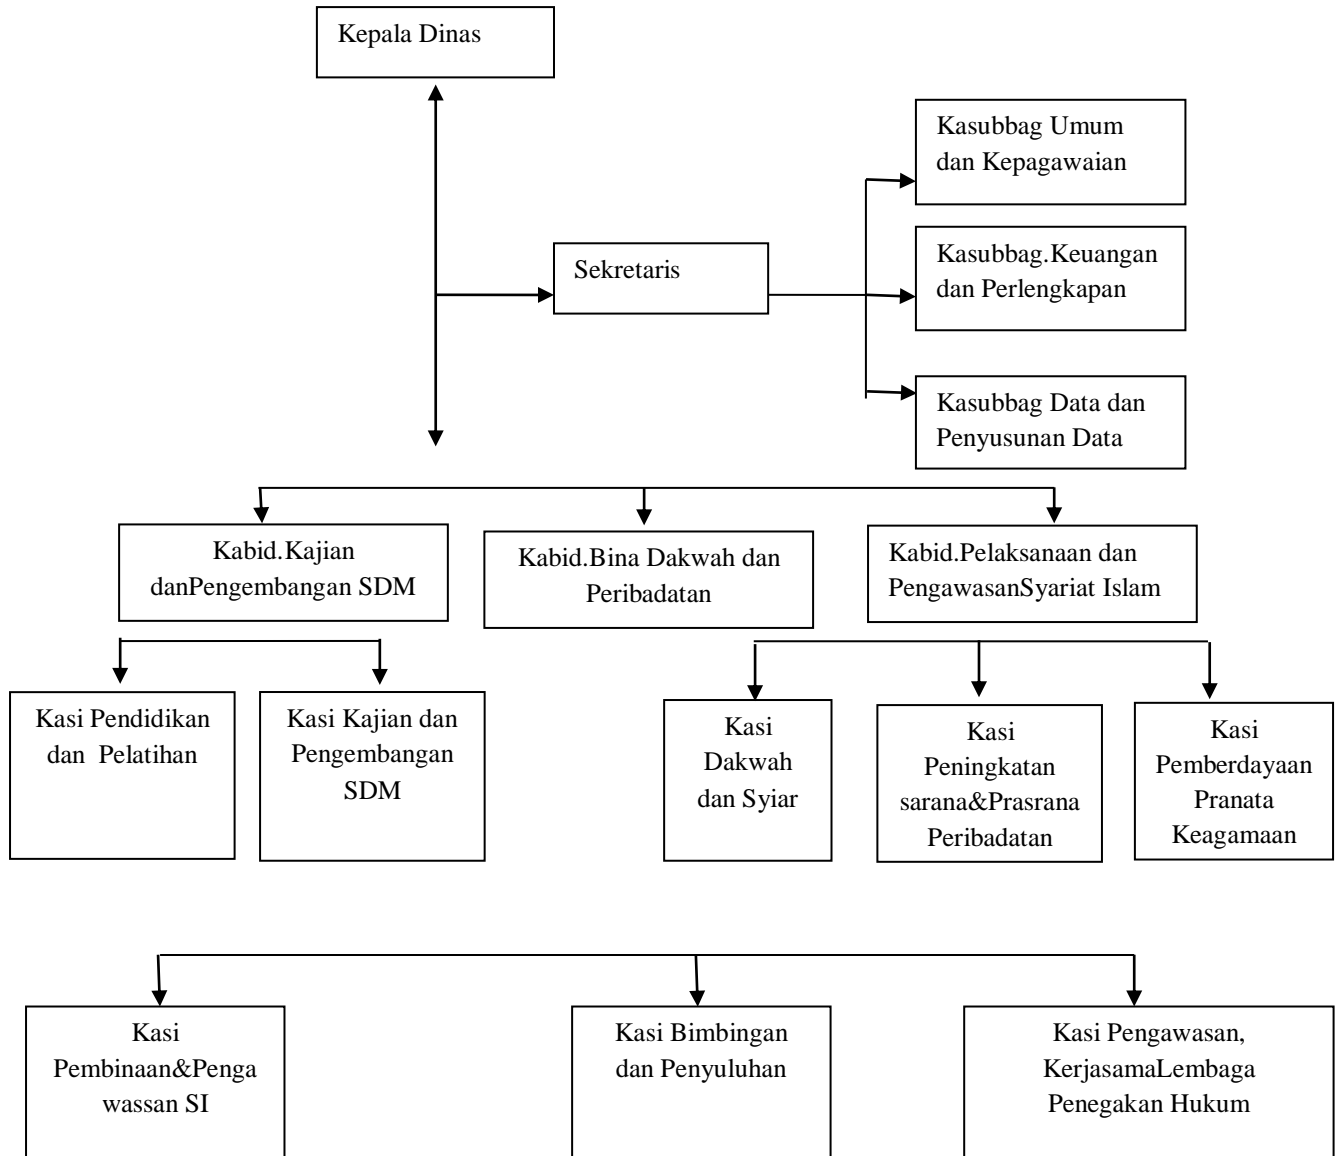 Kepala Dinas
Kasubbag Umum
dan Kepagawaian
Sekretaris
Kasubbag.Keuangan
dan Perlengkapan
Kasubbag Data dan
Penyusunan Data
Kabid.Kajian
danPengembangan SDM
Kabid.Bina Dakwah dan
Peribadatan
Kabid.Pelaksanaan dan
PengawasanSyariat Islam
Kasi Pendidikan
dan Pelatihan
Kasi Kajian dan
Pengembangan
SDM
Kasi
Dakwah
dan Syiar
Kasi
Peningkatan
sarana&Prasrana
Peribadatan
Kasi
Pemberdayaan
Pranata
Keagamaan
Kasi
Pembinaan&Penga
wassan SI
Kasi Bimbingan
dan Penyuluhan
Kasi Pengawasan,
KerjasamaLembaga
Penegakan Hukum